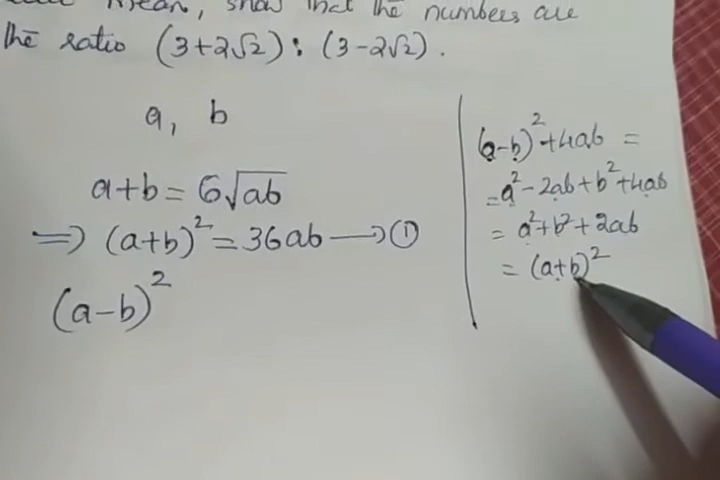 Mean, show that the numbers are
the ratio (3+2√2) : (3-2√2).
a, b
a+b = 6√ab
⇒ (a+b)² = 36ab → ①
(a-b)²
(a-b)²+4ab =
= a²-2ab+b²+4ab
= a²+b²+2ab
= (a+b)²